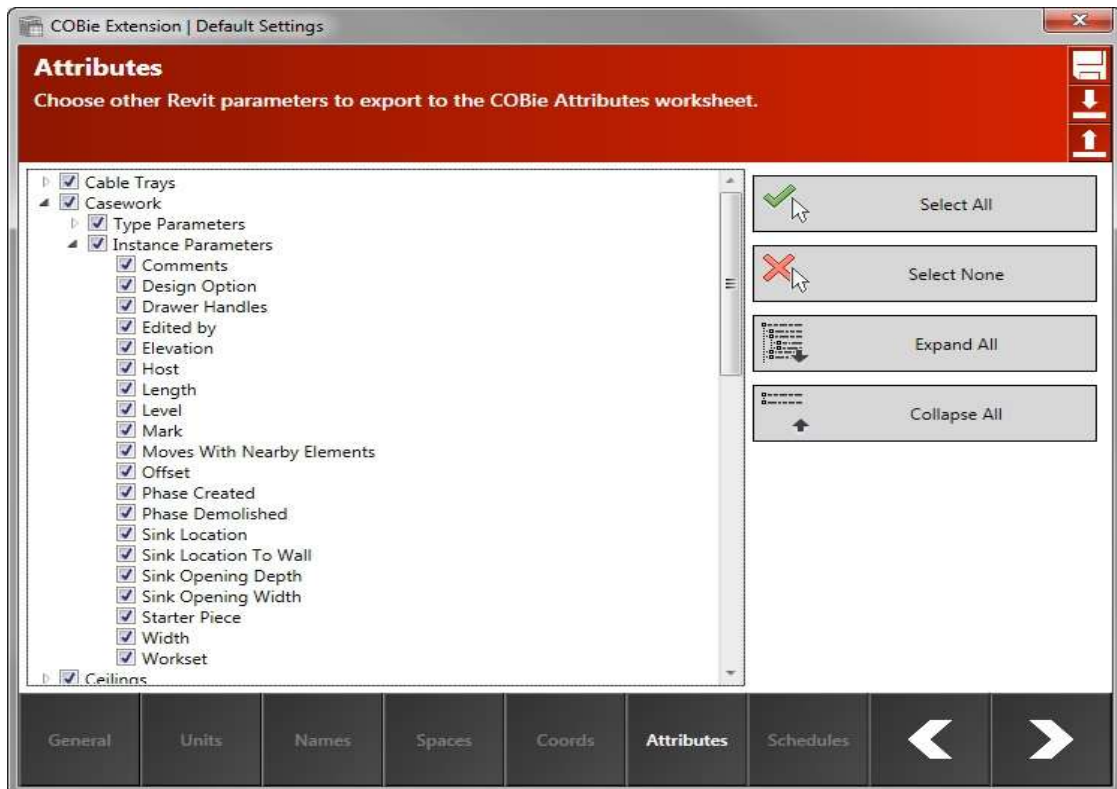 COBie Extension | Default Settings
Attributes
Choose other Revit parameters to export to the COBie Attributes worksheet.
Cable Trays
Casework
Type Parameters
Instance Parameters
Comments
Design Option
Drawer Handles
Edited by
Elevation
Host
Length
Level
Mark
Moves With Nearby Elements
Offset
Phase Created
Phase Demolished
Sink Location
Sink Location To Wall
Sink Opening Depth
Sink Opening Width
Starter Piece
Width
Workset
Ceilings
Select All
Select None
Expand All
Collapse All
General Units Names Spaces Coords Attributes Schedules